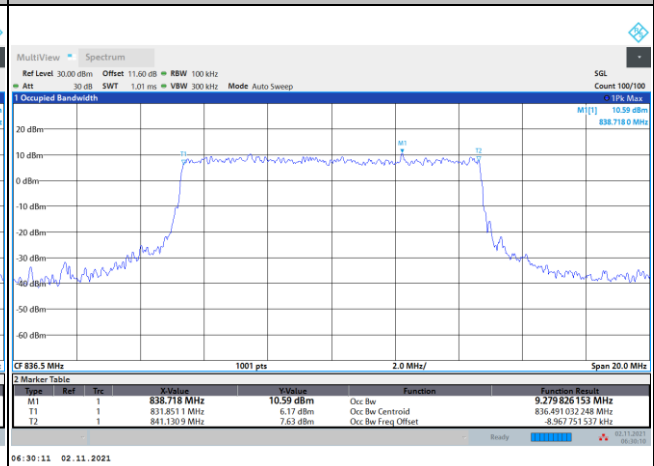 MultiView Spectrum
Ref Level 30.00 dBm Offset 11.60 dB RBW 100 kHz SGL
Att 30 dB SWT 1.01 ms VBW 300 kHz Mode Auto Sweep Count 100/100
1 Occupied Bandwidth 1Pk Max
M1[1] 10.59 dBm
838.718 0 MHz
20 dBm
M1
T1 T2
10 dBm
0 dBm
-10 dBm
-20 dBm
-30 dBm
-40 dBm
-50 dBm
-60 dBm
CF 836.5 MHz 1001 pts 2.0 MHz/ Span 20.0 MHz
2 Marker Table
Type Ref Trc X-Value Y-Value Function Function Result
M1 1 838.718 MHz 10.59 dBm Occ Bw 9.279 826 153 MHz
T1 1 831.851 1 MHz 6.17 dBm Occ Bw Centroid 836.491 032 248 MHz
T2 1 841.130 9 MHz 7.63 dBm Occ Bw Freq Offset -8.967 751 537 kHz
Ready 02.11.2021
06:30:10
06:30:11 02.11.2021